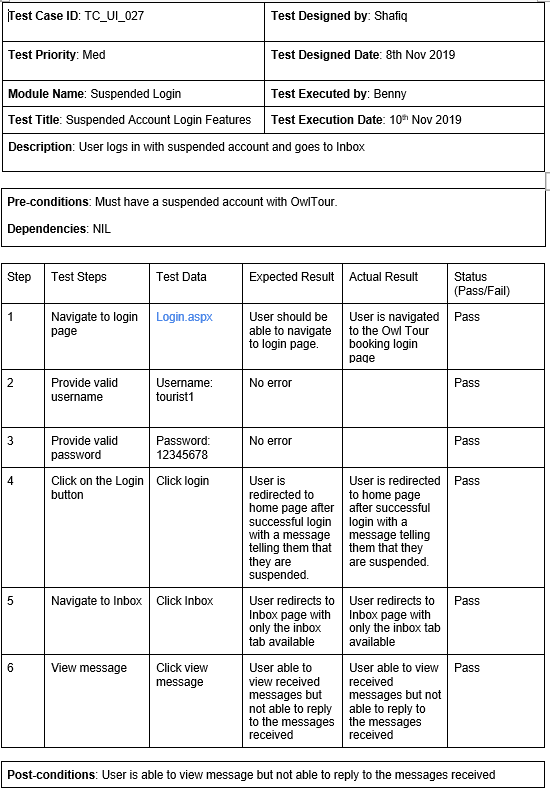 Test Case ID: TC_UI_027
Test Designed by: Shafiq
Test Priority: Med
Test Designed Date: 8th Nov 2019
Module Name: Suspended Login
Test Executed by: Benny
Test Title: Suspended Account Login Features
Test Execution Date: 10th Nov 2019
Description: User logs in with suspended account and goes to Inbox
Pre-conditions: Must have a suspended account with OwlTour.
Dependencies: NIL
Step
Test Steps
Test Data
Expected Result
Actual Result
Status
(Pass/Fail)
1
Navigate to login
page
Login.aspx
User should be
able to navigate
to login page.
User is navigated
to the Owl Tour
booking login
page
Pass
2
Provide valid
username
Username:
tourist1
No error
Pass
3
Provide valid
password
Password:
12345678
No error
Pass
4
Click on the Login
button
Click login
User is
redirected to
home page after
successful login
with a message
telling them that
they are
suspended.
User is redirected
to home page
after successful
login with a
message telling
them that they
are suspended.
Pass
5
Navigate to Inbox
Click Inbox
User redirects to
Inbox page with
only the inbox
tab available
User redirects to
Inbox page with
only the inbox tab
available
Pass
6
View message
Click view
message
User able to
view received
messages but
not able to reply
to the messages
received
User able to view
received
messages but not
able to reply to
the messages
received
Pass
Post-conditions: User is able to view message but not able to reply to the messages received